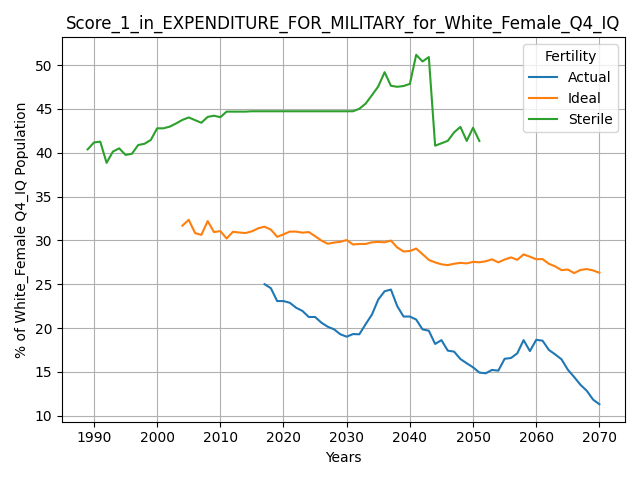 Score_1_in_EXPENDITURE_FOR_MILITARY_for_White_Female_Q4_IQ
% of White_Female Q4_IQ Population
50
45
40
35
30
25
20
15
10
Fertility
Actual
Ideal
Sterile
1990 2000 2010 2020 2030 2040 2050 2060 2070
Years